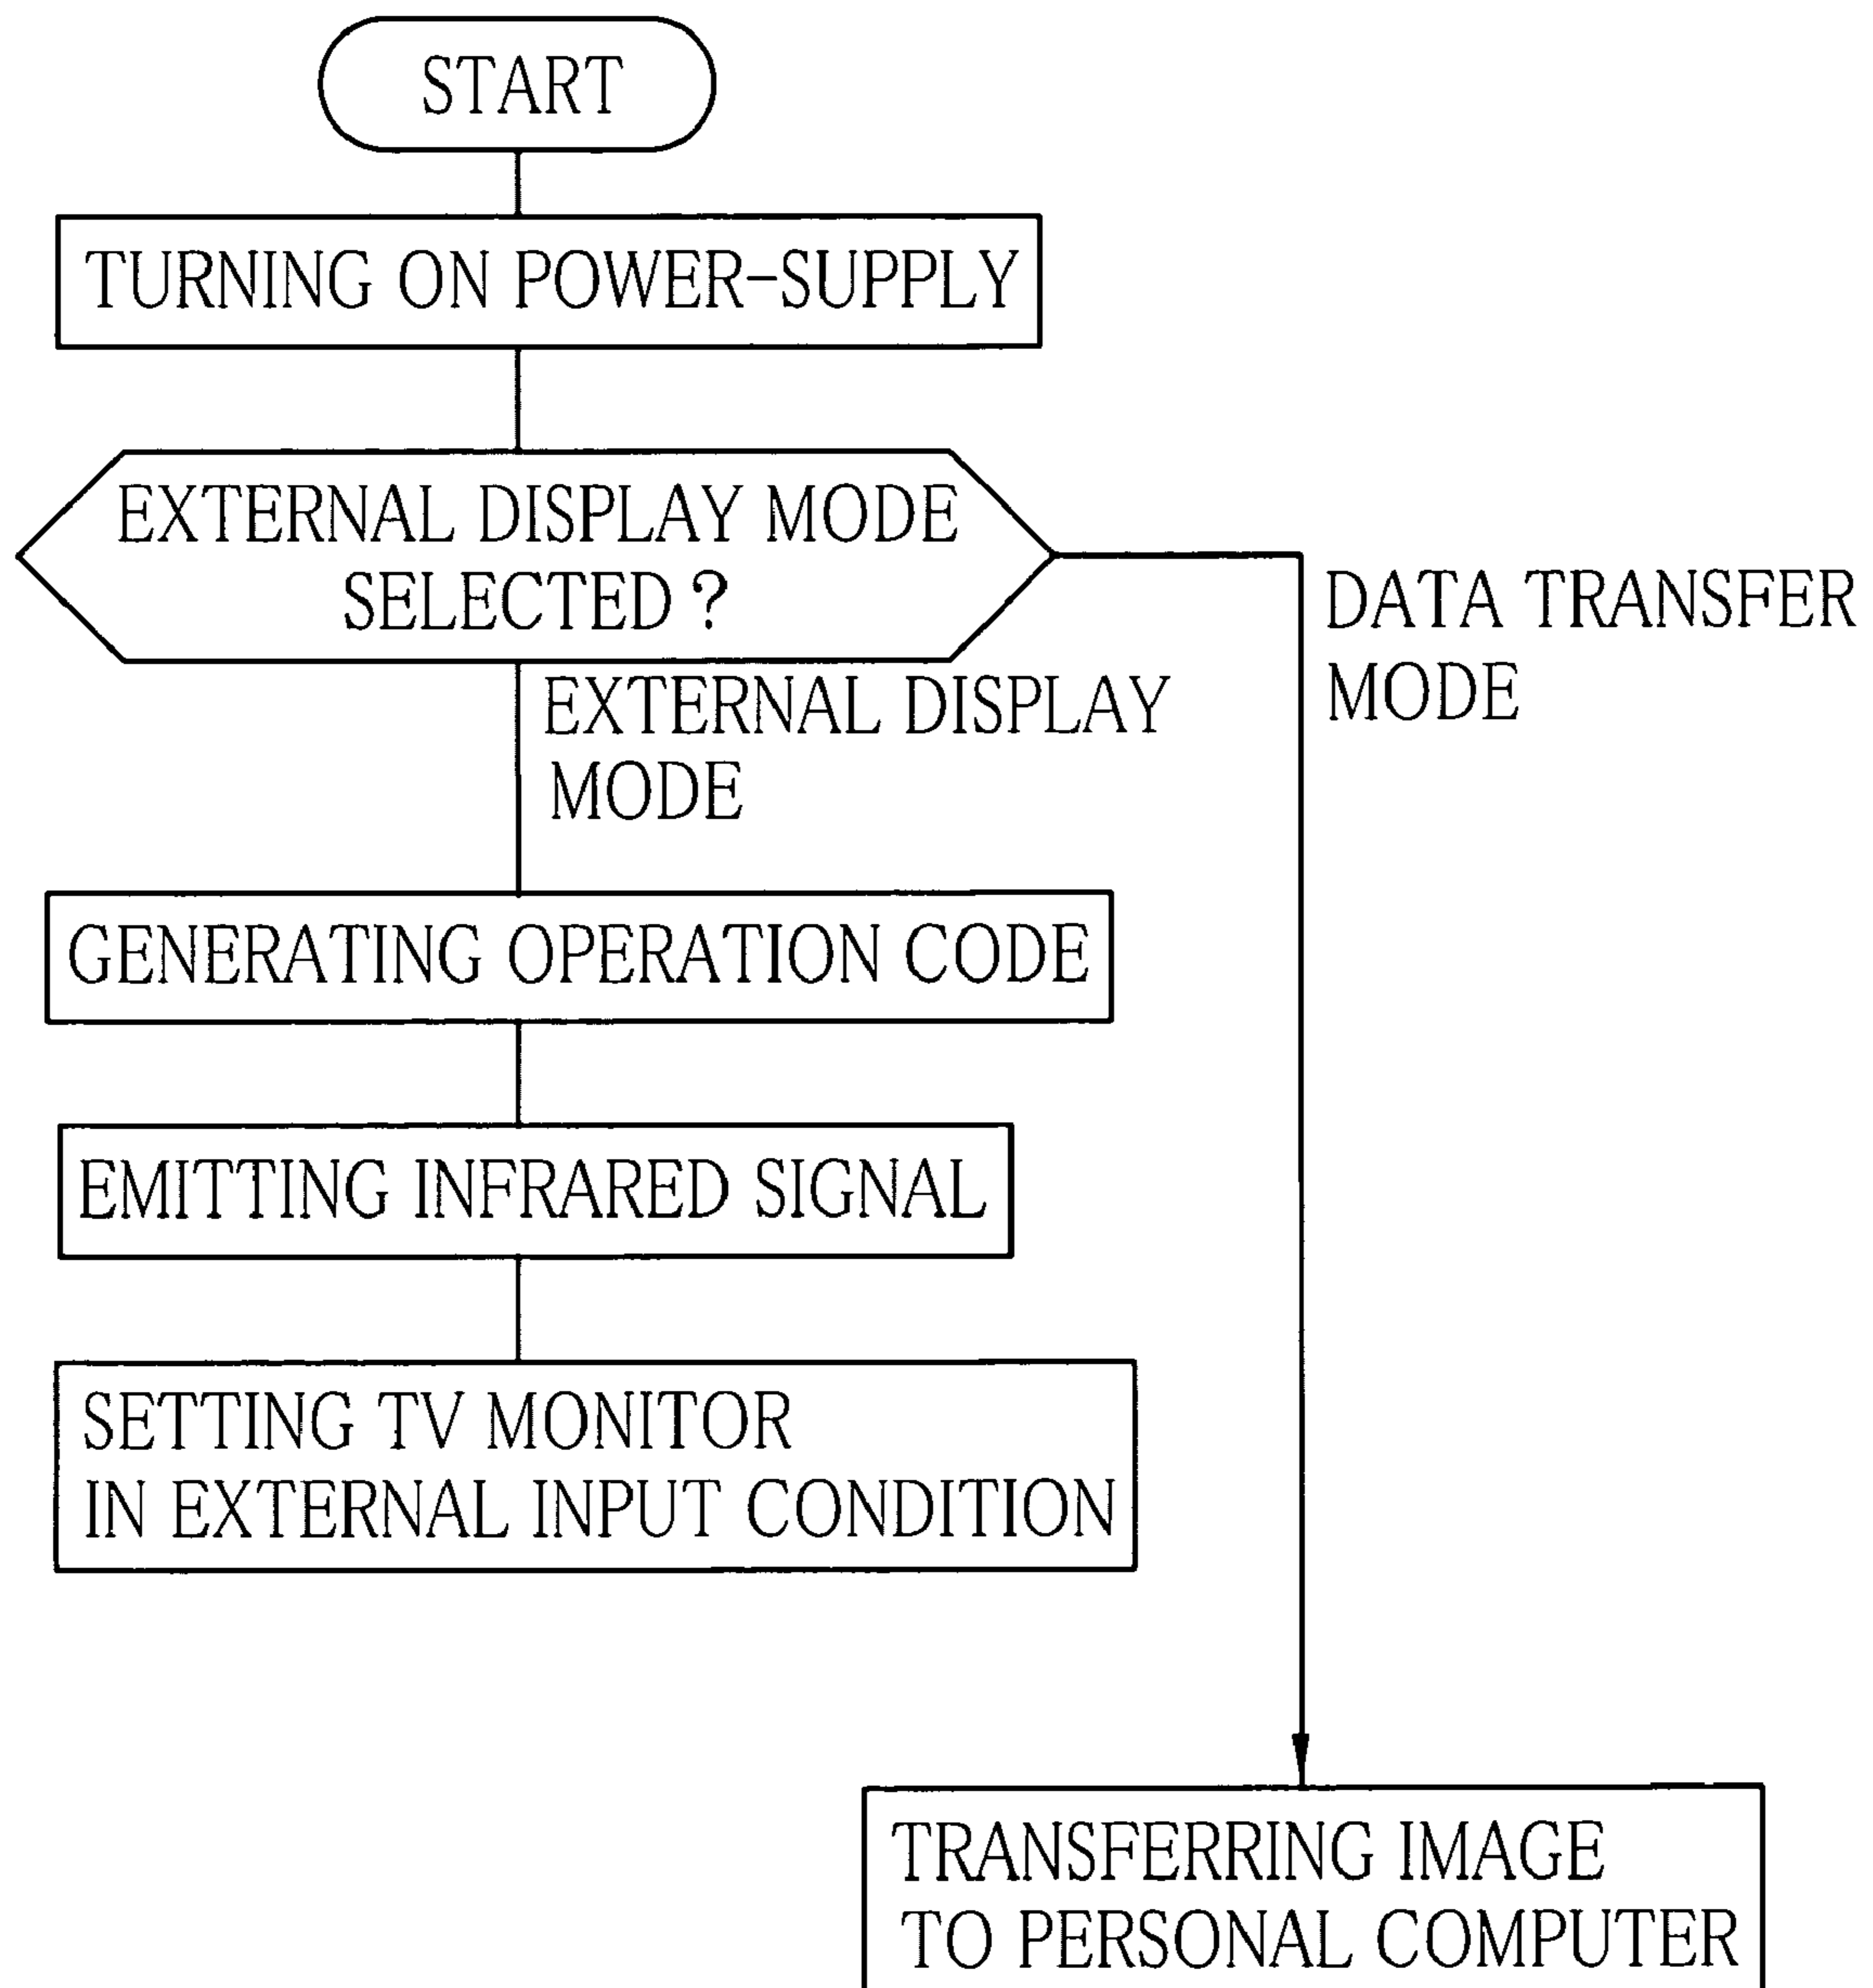 START
TURNING ON POWER-SUPPLY
EXTERNAL DISPLAY MODE
SELECTED ?
DATA TRANSFER
MODE
EXTERNAL DISPLAY
MODE
GENERATING OPERATION CODE
EMITTING INFRARED SIGNAL
SETTING TV MONITOR
IN EXTERNAL INPUT CONDITION
TRANSFERRING IMAGE
TO PERSONAL COMPUTER